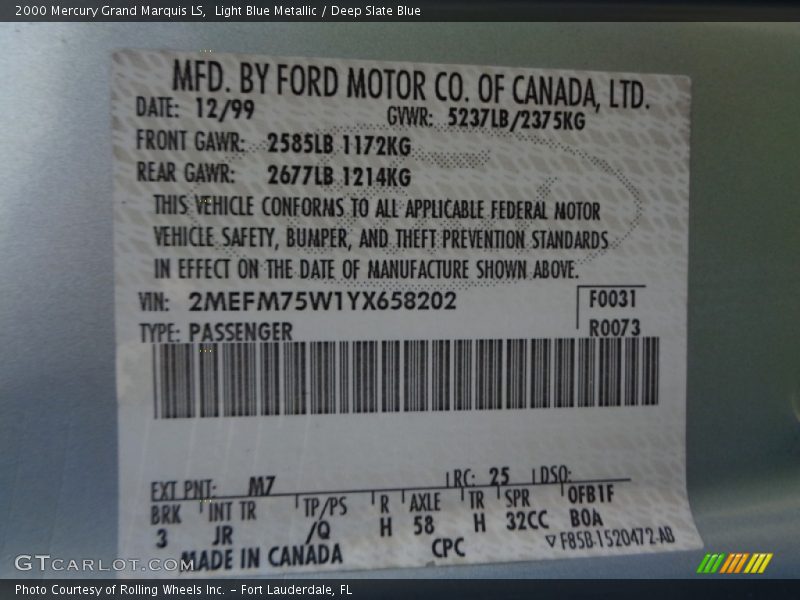 2000 Mercury Grand Marquis LS,  Light Blue Metallic / Deep Slate Blue
MFD. BY FORD MOTOR CO. OF CANADA, LTD.
DATE: 12/99 GVWR: 5237LB/2375KG
FRONT GAWR: 2585LB 1172KG
REAR GAWR: 2677LB 1214KG
THIS VEHICLE CONFORMS TO ALL APPLICABLE FEDERAL MOTOR
VEHICLE SAFETY, BUMPER, AND THEFT PREVENTION STANDARDS
IN EFFECT ON THE DATE OF MANUFACTURE SHOWN ABOVE.
VIN: 2MEFM75W1YX658202 F0031
TYPE: PASSENGER R0073
EXT PNT: M7 RC: 25 DSO:
BRK INT TR TP/PS R AXLE TR SPR OFB1F
3 JR /Q H 58 H 32CC BOA
MADE IN CANADA CPC ▽F85B-1520472-AB
GTCARLOT.COM
Photo Courtesy of Rolling Wheels Inc. – Fort Lauderdale, FL